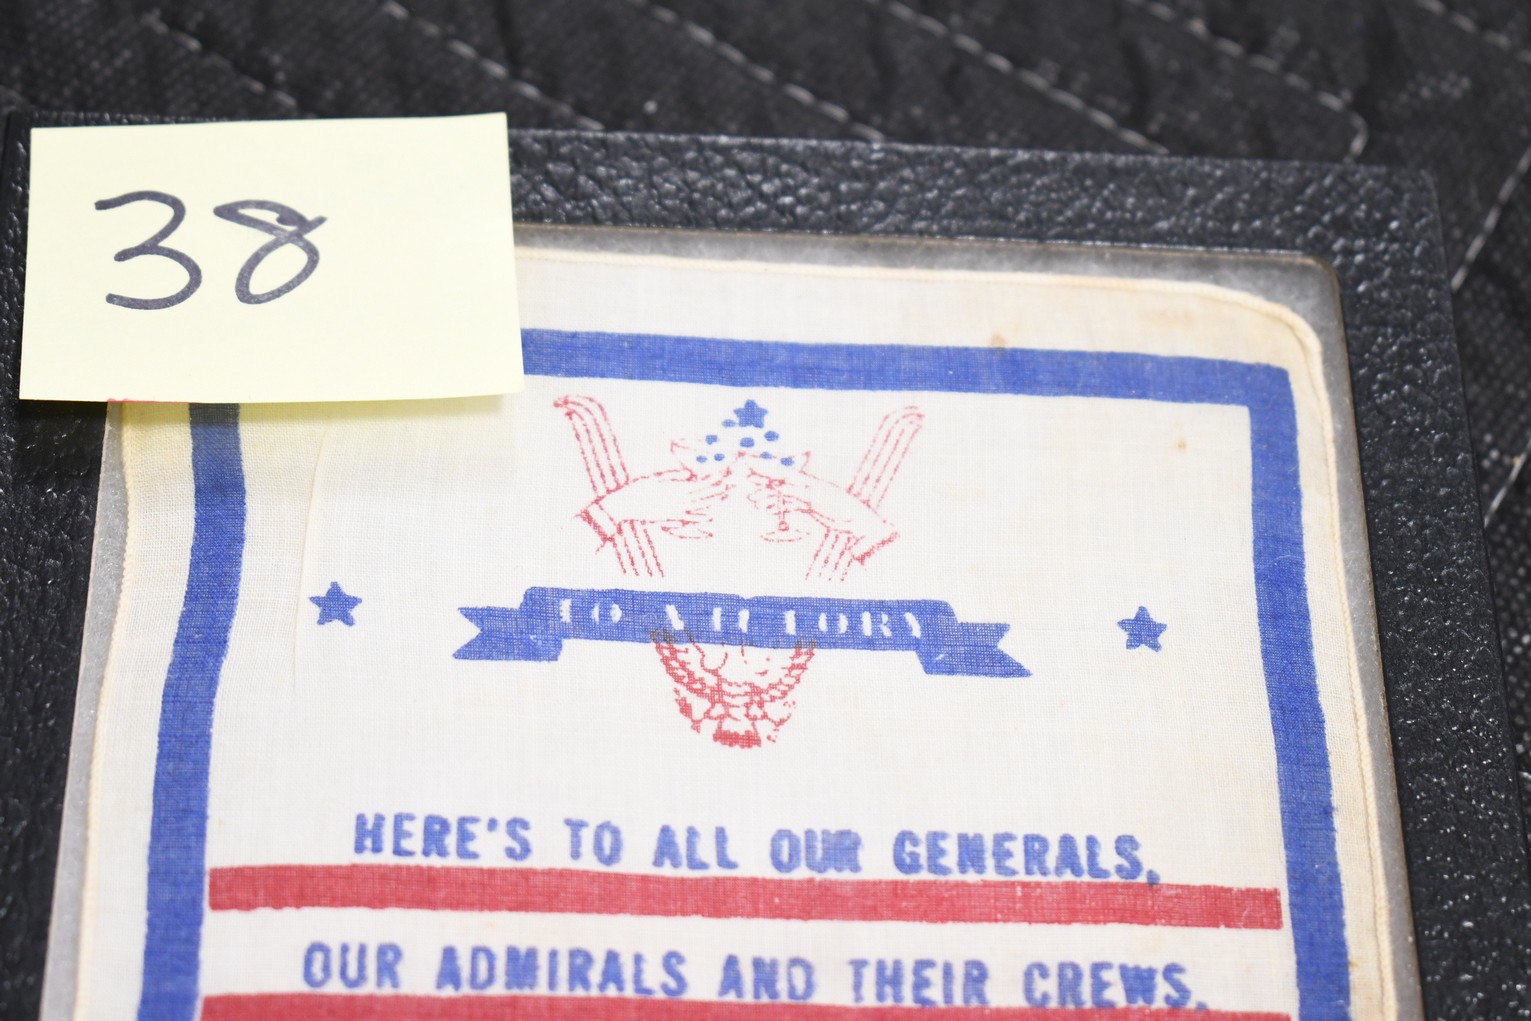 38
TO VICTORY
HERE'S TO ALL OUR GENERALS,
OUR ADMIRALS AND THEIR CREWS,